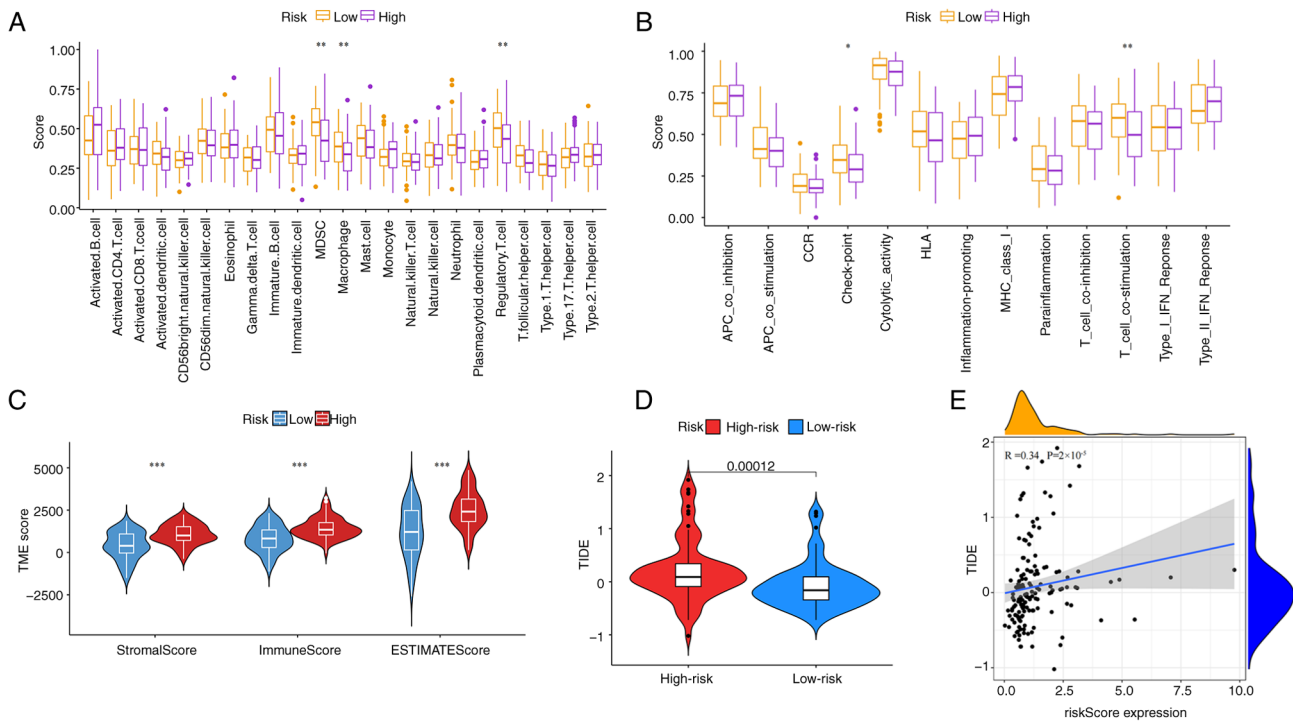 A
Risk Low High
** ** **
Score
1.00
0.75
0.50
0.25
0.00
Activated.B.cell
Activated.CD4.T.cell
Activated.CD8.T.ccell
Activated.dendritic.cell
CD56bright.natural.killer.cell
CD56dim.natural.killer.cell
Eosinophil
Gamma.delta.T.cell
Immature..B.cell
Immature.dendritic.cell
MDSC
Macrophage
Mast.cell
Monocyte
Natural.killer.T.cell
Natural.killer.cell
Neutrophil
Plasmacytoid.dendritic.cell
Regulatory.T.cell
T.follicular.helper.cell
Type.1.T.helper.cell
Type.17.T.helper.cell
Type.2.T.helper.cell
B
Risk Low High
* **
Score
1.00
0.75
0.50
0.25
0.00
APC_co_inhibition
APC_co_stimulation
CCR
Check-point
Cytolytic_activity
HLA
Inflammation-promoting
MHC_class_I
Parainflammation
T_cell_co-inhibition
T_cell_co-stimulation
Type_I_IFN_Reponse
Type_II_IFN_Reponse
C
Risk Low High
*** *** ***
TME score
5000
2500
0
−2500
StromalScore ImmuneScore ESTIMATEScore
D
Risk High-risk Low-risk
0.00012
TIDE
2
1
0
−1
High-risk Low-risk
E
R =0.34 P=2×10⁻⁵
TIDE
2
1
0
−1
0.0 2.5 5.0 7.5 10.0
riskScore expression